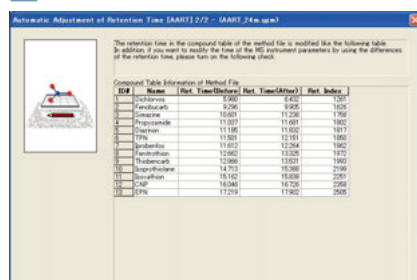 Automatic Adjustment of Retention Time [AART] 2/2 - [AART_24m.qgm]
The retention time in the compound table of the method file is modified like the following table.
In addition, if you want to modify the time of the MS instrument parameters by using the differences
of the retention time, please turn on the following check.
Compound Table Information of Method File
ID# Name Ret. Time(Before) Ret. Time(After) Ret. Index
1 Dichlorvos 5.980 6.432 1261
2 Fenobucarb 9.296 9.905 1626
3 Simazine 10.601 11.238 1758
4 Propyzamide 11.037 11.681 1802
5 Diazinon 11.185 11.832 1817
6 TPN 11.501 12.151 1850
7 Iprobenfos 11.612 12.264 1862
8 Fenitrothion 12.662 13.325 1972
9 Thiobencarb 12.866 13.531 1993
10 Isoprothiolane 14.713 15.388 2199
11 Isoxathion 15.162 15.838 2251
12 CNP 16.046 16.726 2358
13 EPN 17.219 17.902 2505